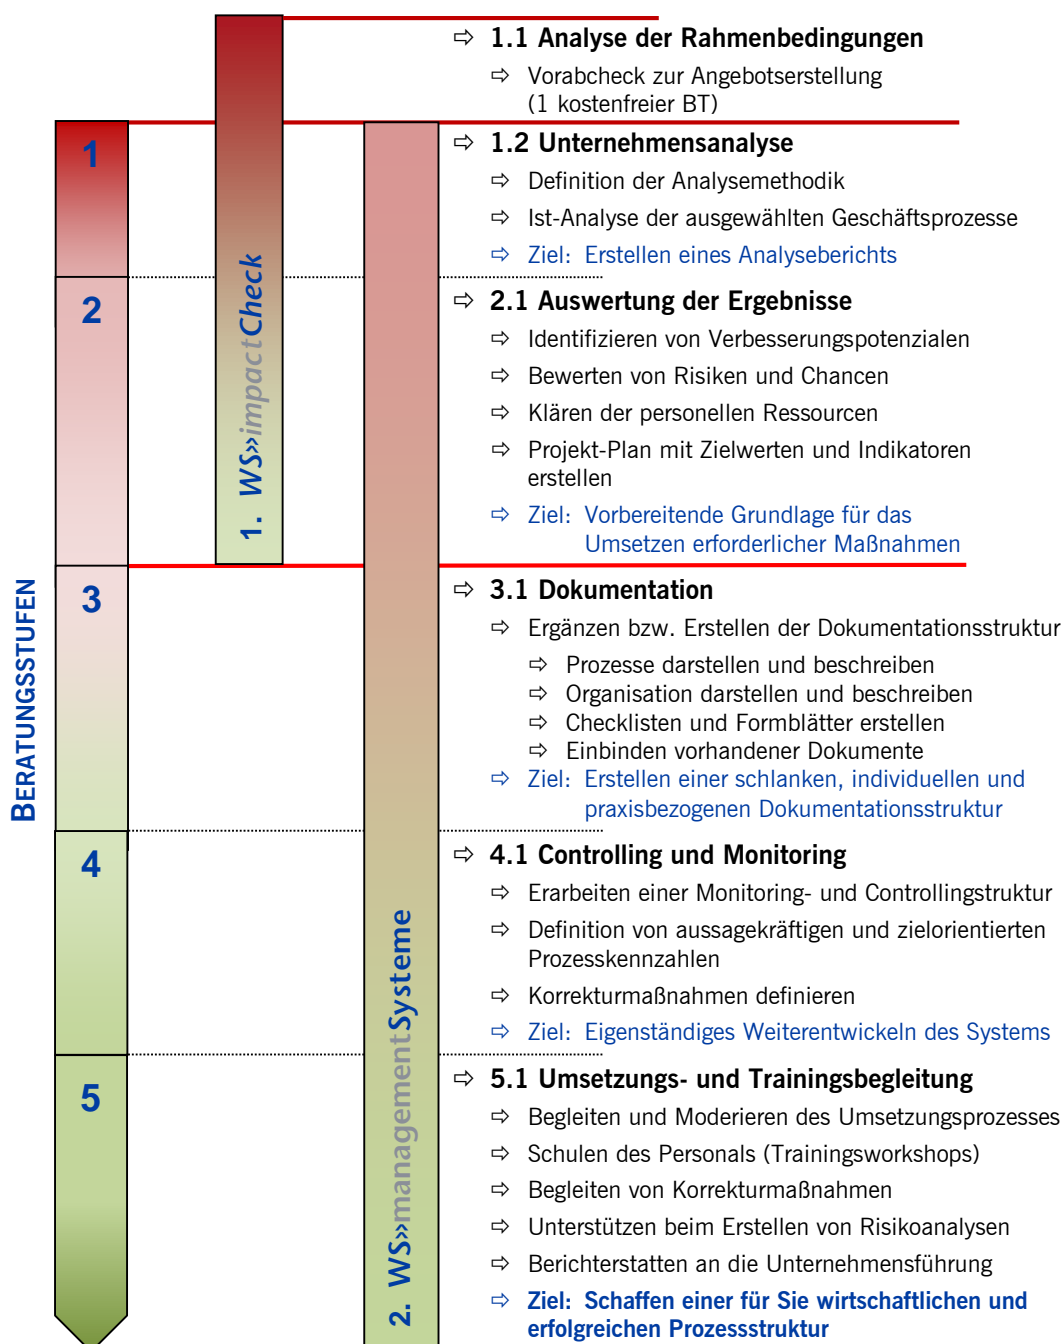 ⇨ 1.1 Analyse der Rahmenbedingungen
⇨ Vorabcheck zur Angebotserstellung
(1 kostenfreier BT)
1
⇨ 1.2 Unternehmensanalyse
⇨ Definition der Analysemethodik
⇨ Ist-Analyse der ausgewählten Geschäftsprozesse
⇨ Ziel: Erstellen eines Analyseberichts
2
⇨ 2.1 Auswertung der Ergebnisse
⇨ Identifizieren von Verbesserungspotenzialen
⇨ Bewerten von Risiken und Chancen
⇨ Klären der personellen Ressourcen
⇨ Projekt-Plan mit Zielwerten und Indikatoren
erstellen
⇨ Ziel: Vorbereitende Grundlage für das
Umsetzen erforderlicher Maßnahmen
1. WS»impactCheck
3
⇨ 3.1 Dokumentation
⇨ Ergänzen bzw. Erstellen der Dokumentationsstruktur
⇨ Prozesse darstellen und beschreiben
⇨ Organisation darstellen und beschreiben
⇨ Checklisten und Formblätter erstellen
⇨ Einbinden vorhandener Dokumente
⇨ Ziel: Erstellen einer schlanken, individuellen und
praxisbezogenen Dokumentationsstruktur
BERATUNGSSTUFEN
4
⇨ 4.1 Controlling und Monitoring
⇨ Erarbeiten einer Monitoring- und Controllingstruktur
⇨ Definition von aussagekräftigen und zielorientierten
Prozesskennzahlen
⇨ Korrekturmaßnahmen definieren
⇨ Ziel: Eigenständiges Weiterentwickeln des Systems
5
⇨ 5.1 Umsetzungs- und Trainingsbegleitung
⇨ Begleiten und Moderieren des Umsetzungsprozesses
⇨ Schulen des Personals (Trainingsworkshops)
⇨ Begleiten von Korrekturmaßnahmen
⇨ Unterstützen beim Erstellen von Risikoanalysen
⇨ Berichterstatten an die Unternehmensführung
⇨ Ziel: Schaffen einer für Sie wirtschaftlichen und
erfolgreichen Prozessstruktur
2. WS»managementSysteme